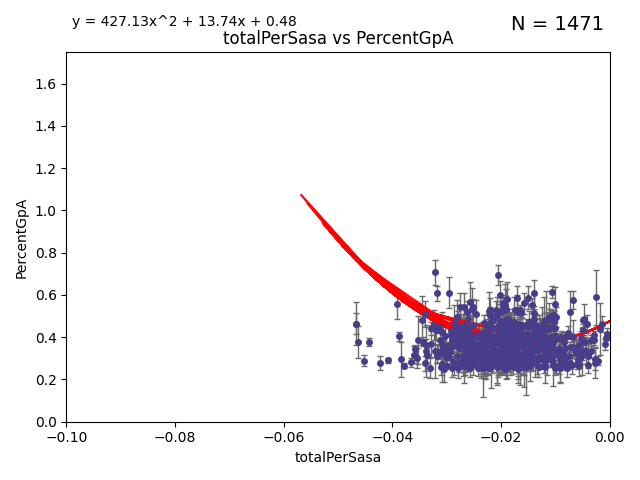 y = 427.13x^2 + 13.74x + 0.48
N = 1471
totalPerSasa vs PercentGpA
1.6
1.4
1.2
1.0
0.8
0.6
0.4
0.2
0.0
PercentGpA
−0.10 −0.08 −0.06 −0.04 −0.02 0.00
totalPerSasa